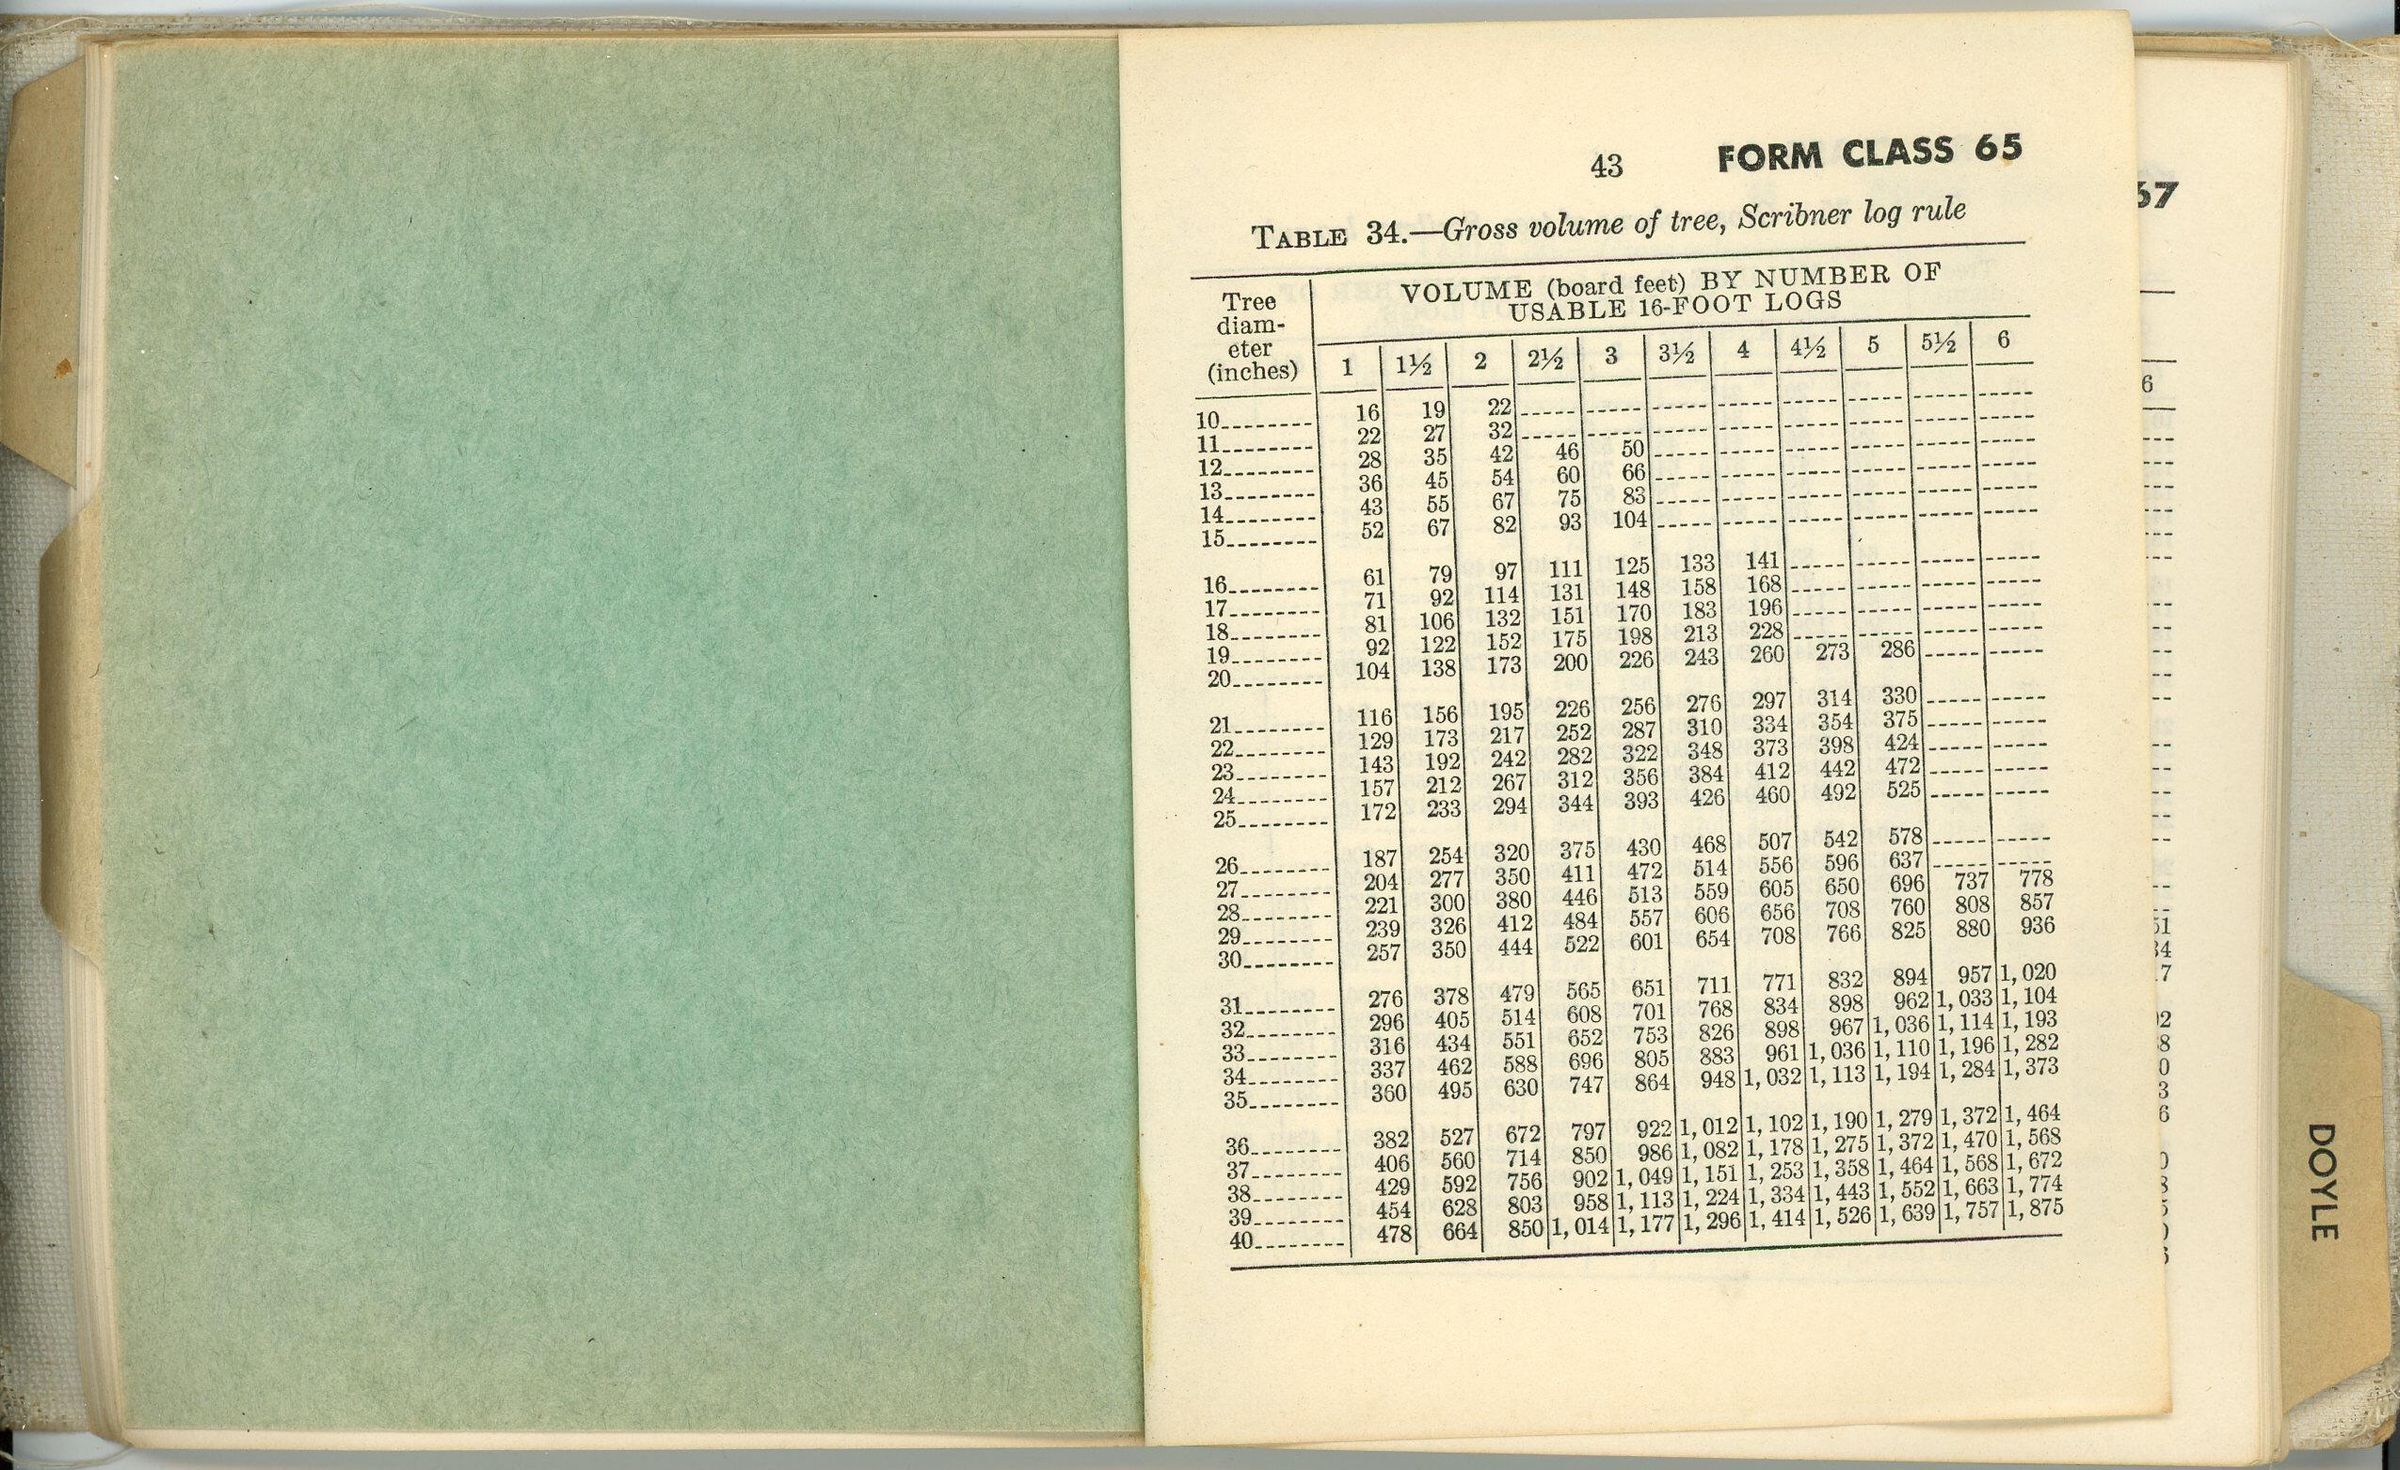 43 FORM CLASS 65
TABLE 34.—Gross volume of tree, Scribner log rule
Tree diam-eter (inches) VOLUME (board feet) BY NUMBER OF
USABLE 16-FOOT LOGS
1 1½ 2 2½ 3 3½ 4 4½ 5 5½ 6
10 16 19 22
11 22 27 32
12 28 35 42 46 50
13 36 45 54 60 66
14 43 55 67 75 83
15 52 67 82 93 104
16 61 79 97 111 125 133 141
17 71 92 114 131 148 158 168
18 81 106 132 151 170 183 196
19 92 122 152 175 198 213 228
20 104 138 173 200 226 243 260 273 286
21 116 156 195 226 256 276 297 314 330
22 129 173 217 252 287 310 334 354 375
23 143 192 242 282 322 348 373 398 424
24 157 212 267 312 356 384 412 442 472
25 172 233 294 344 393 426 460 492 525
26 187 254 320 375 430 468 507 542 578
27 204 277 350 411 472 514 556 596 637
28 221 300 380 446 513 559 605 650 696 737 778
29 239 326 412 484 557 606 656 708 760 808 857
30 257 350 444 522 601 654 708 766 825 880 936
31 276 378 479 565 651 711 771 832 894 957 1,020
32 296 405 514 608 701 768 834 898 962 1,033 1,104
33 316 434 551 652 753 826 898 967 1,036 1,114 1,193
34 337 462 588 696 805 883 961 1,036 1,110 1,196 1,282
35 360 495 630 747 864 948 1,032 1,113 1,194 1,284 1,373
36 382 527 672 797 922 1,012 1,102 1,190 1,279 1,372 1,464
37 406 560 714 850 986 1,082 1,178 1,275 1,372 1,470 1,568
38 429 592 756 902 1,049 1,151 1,253 1,358 1,464 1,568 1,672
39 454 628 803 958 1,113 1,224 1,334 1,443 1,552 1,663 1,774
40 478 664 850 1,014 1,177 1,296 1,414 1,526 1,639 1,757 1,875
67
6
DOYLE